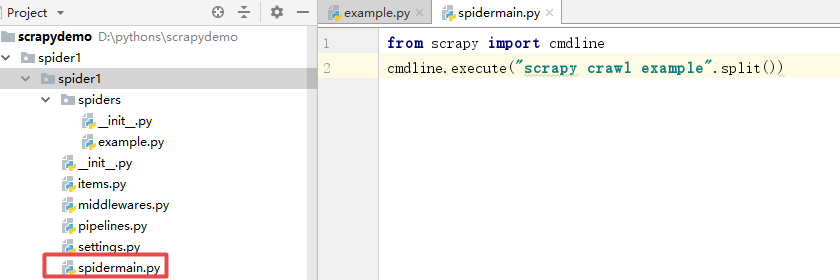 Project
example.py
spidermain.py
scrapydemo D:\pythons\scrapydemo
spider1
spider1
spiders
__init__.py
example.py
__init__.py
items.py
middlewares.py
pipelines.py
settings.py
spidermain.py
1 from scrapy import cmdline
2 cmdline.execute("scrapy crawl example".split())